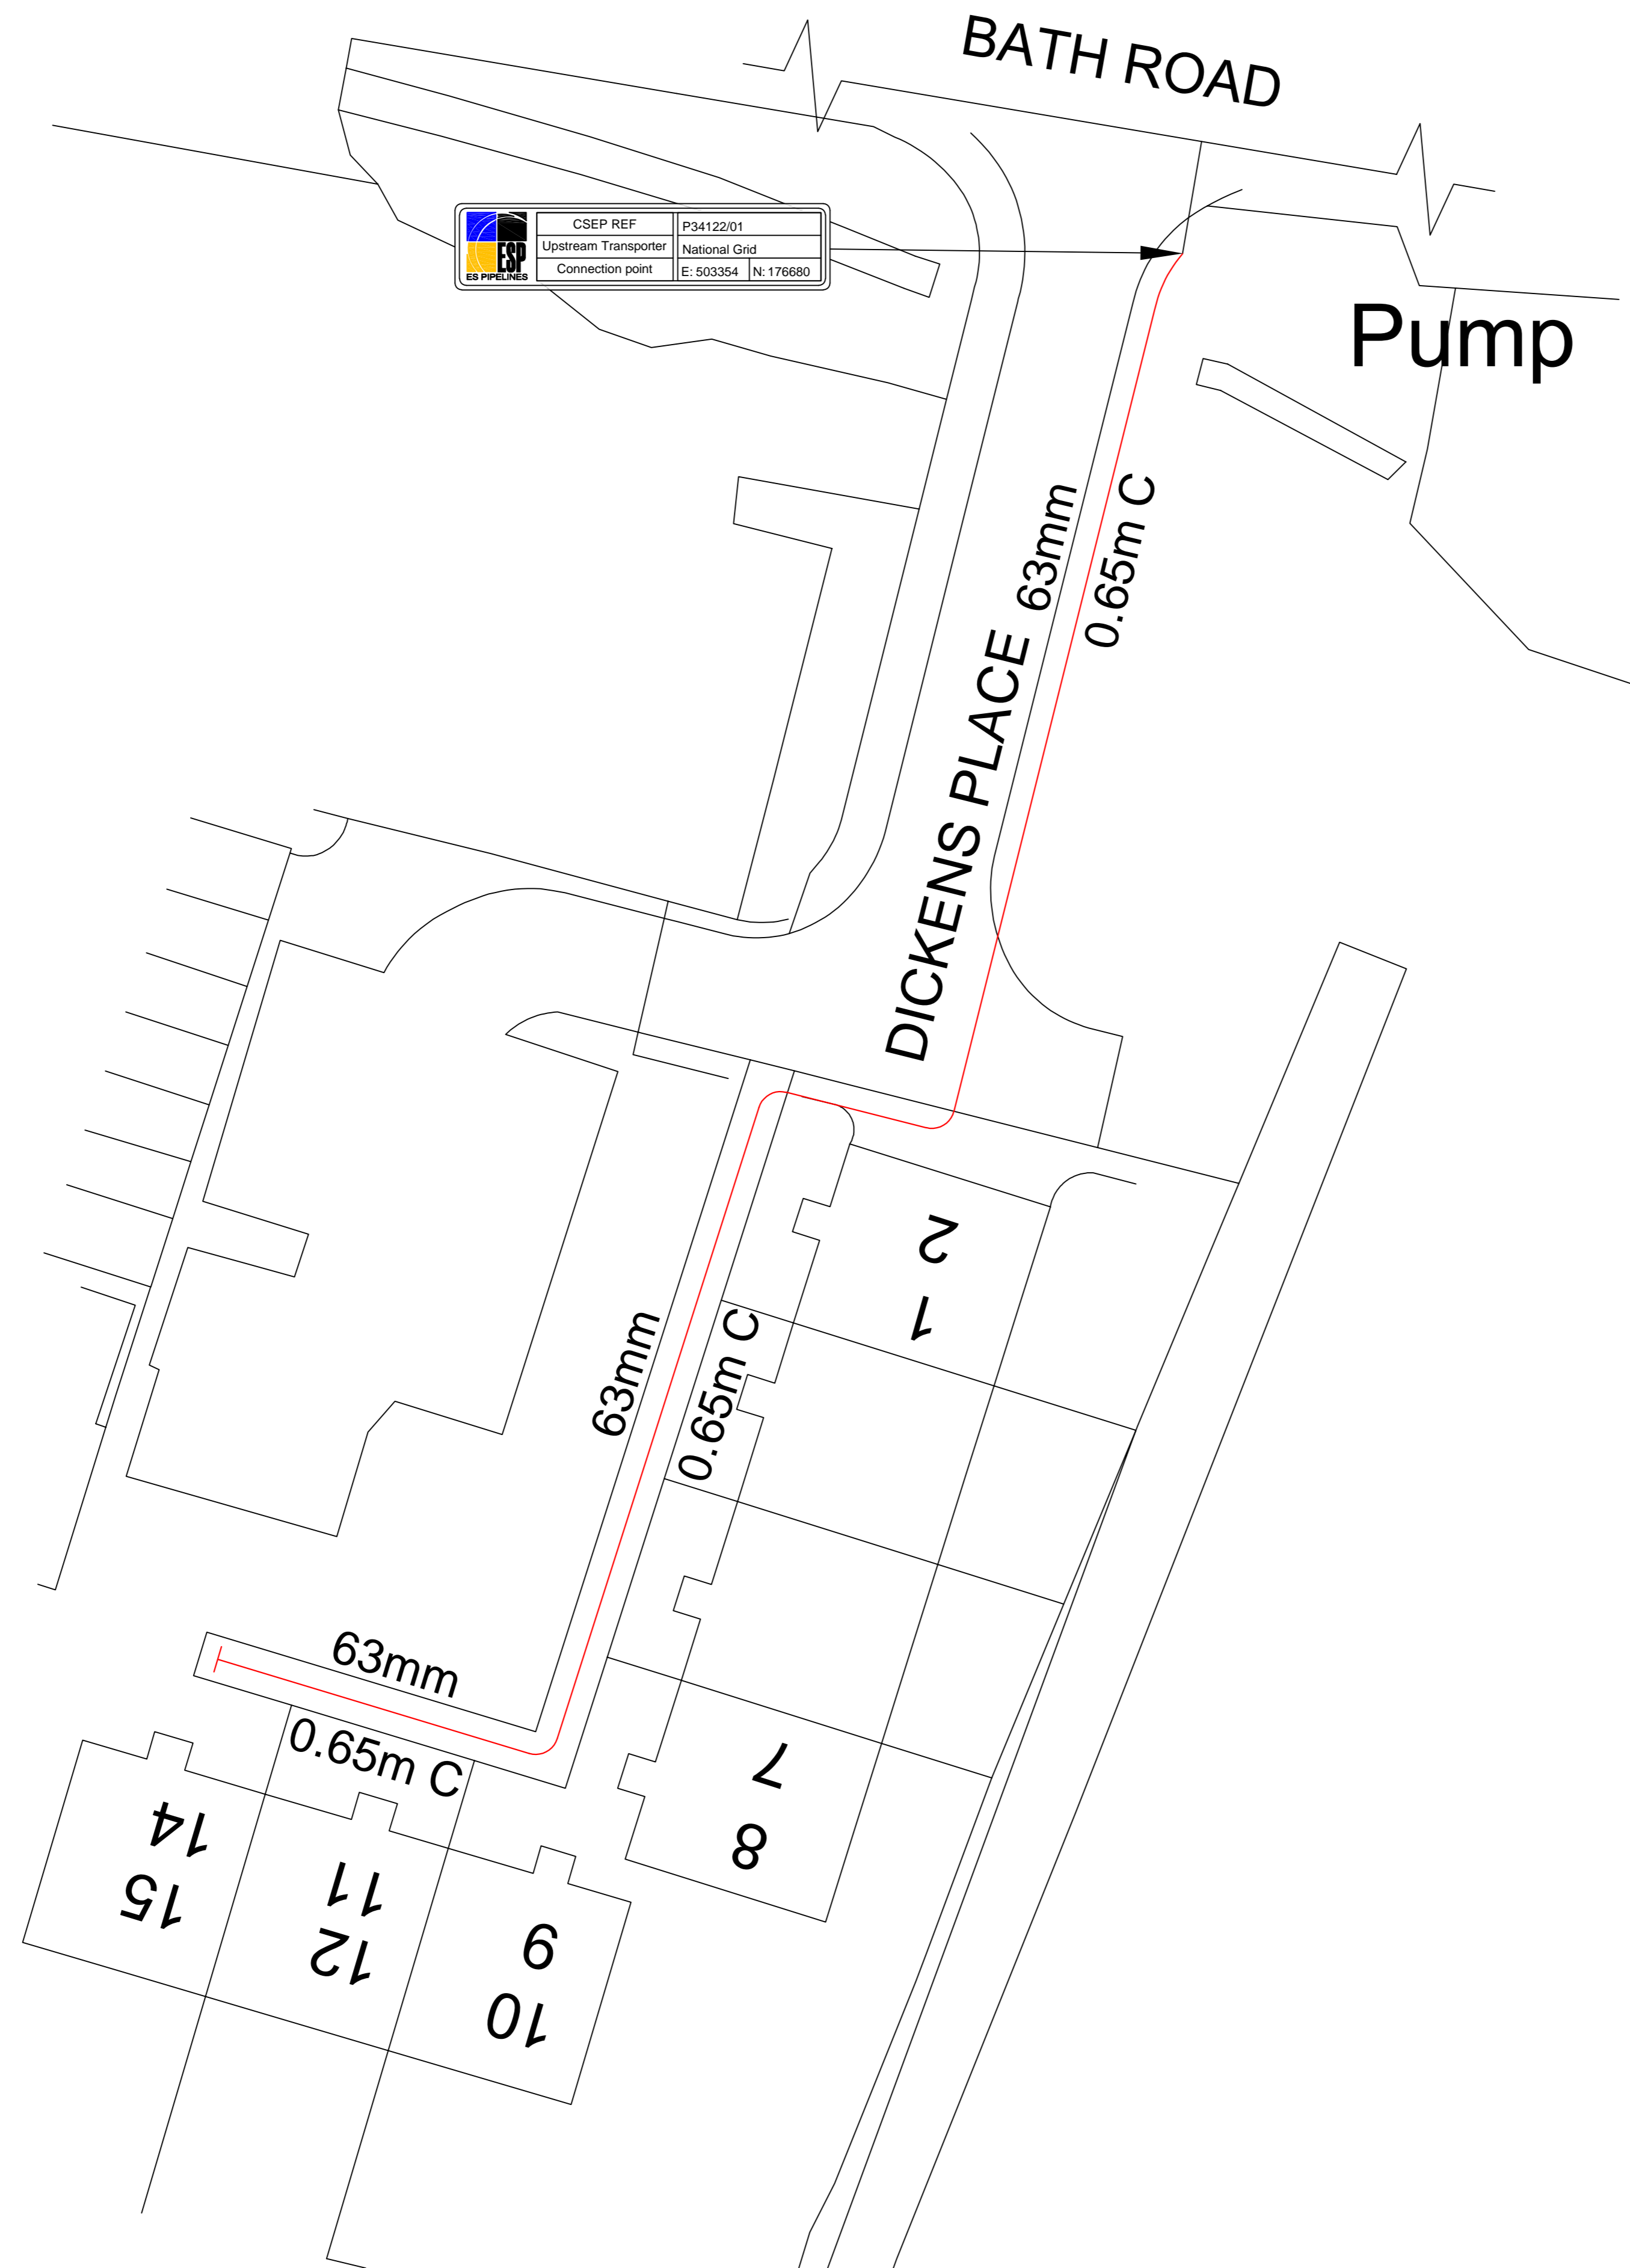 BATH ROAD
CSEP REF P34122/01
Upstream Transporter National Grid
Connection point E: 503354 N: 176680
ESP
ES PIPELINES
Pump
DICKENS PLACE 63mm
0.65m C
2
1
63mm
0.65m C
63mm
0.65m C
7
8
14
15
11
12
9
10